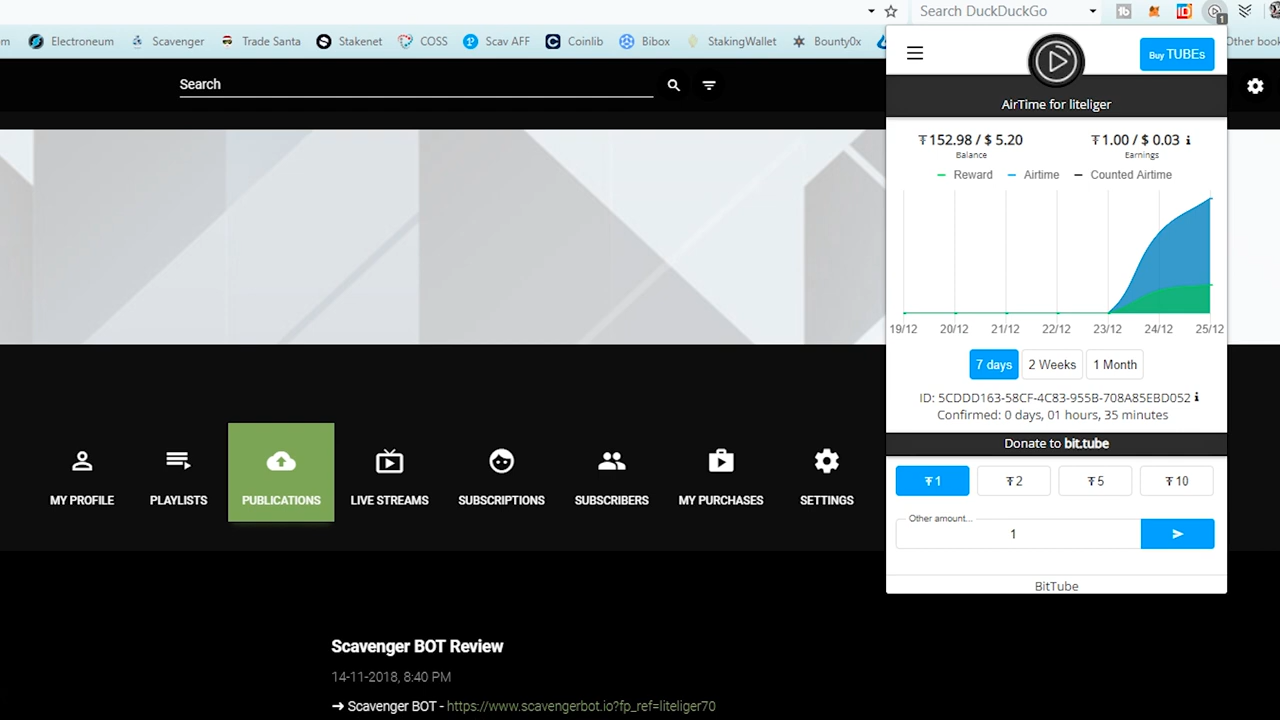 Search DuckDuckGo
1
em Electroneum Scavenger Trade Santa Stakenet COSS Scav AFF Coinlib Bibox StakingWallet Bounty0x
Other book
Search
Buy TUBEs
AirTime for liteliger
₮152.98 / $ 5.20 ₮1.00 / $ 0.03
Balance Earnings
Reward Airtime Counted Airtime
19/12 20/12 21/12 22/12 23/12 24/12 25/12
7 days 2 Weeks 1 Month
ID: 5CDDD163-58CF-4C83-955B-708A85EBD052
Confirmed: 0 days, 01 hours, 35 minutes
Donate to bit.tube
₮1 ₮2 ₮5 ₮10
Other amount...
1
BitTube
MY PROFILE PLAYLISTS PUBLICATIONS LIVE STREAMS SUBSCRIPTIONS SUBSCRIBERS MY PURCHASES SETTINGS
Scavenger BOT Review
14-11-2018, 8:40 PM
➔ Scavenger BOT - https://www.scavengerbot.io?fp_ref=liteliger70